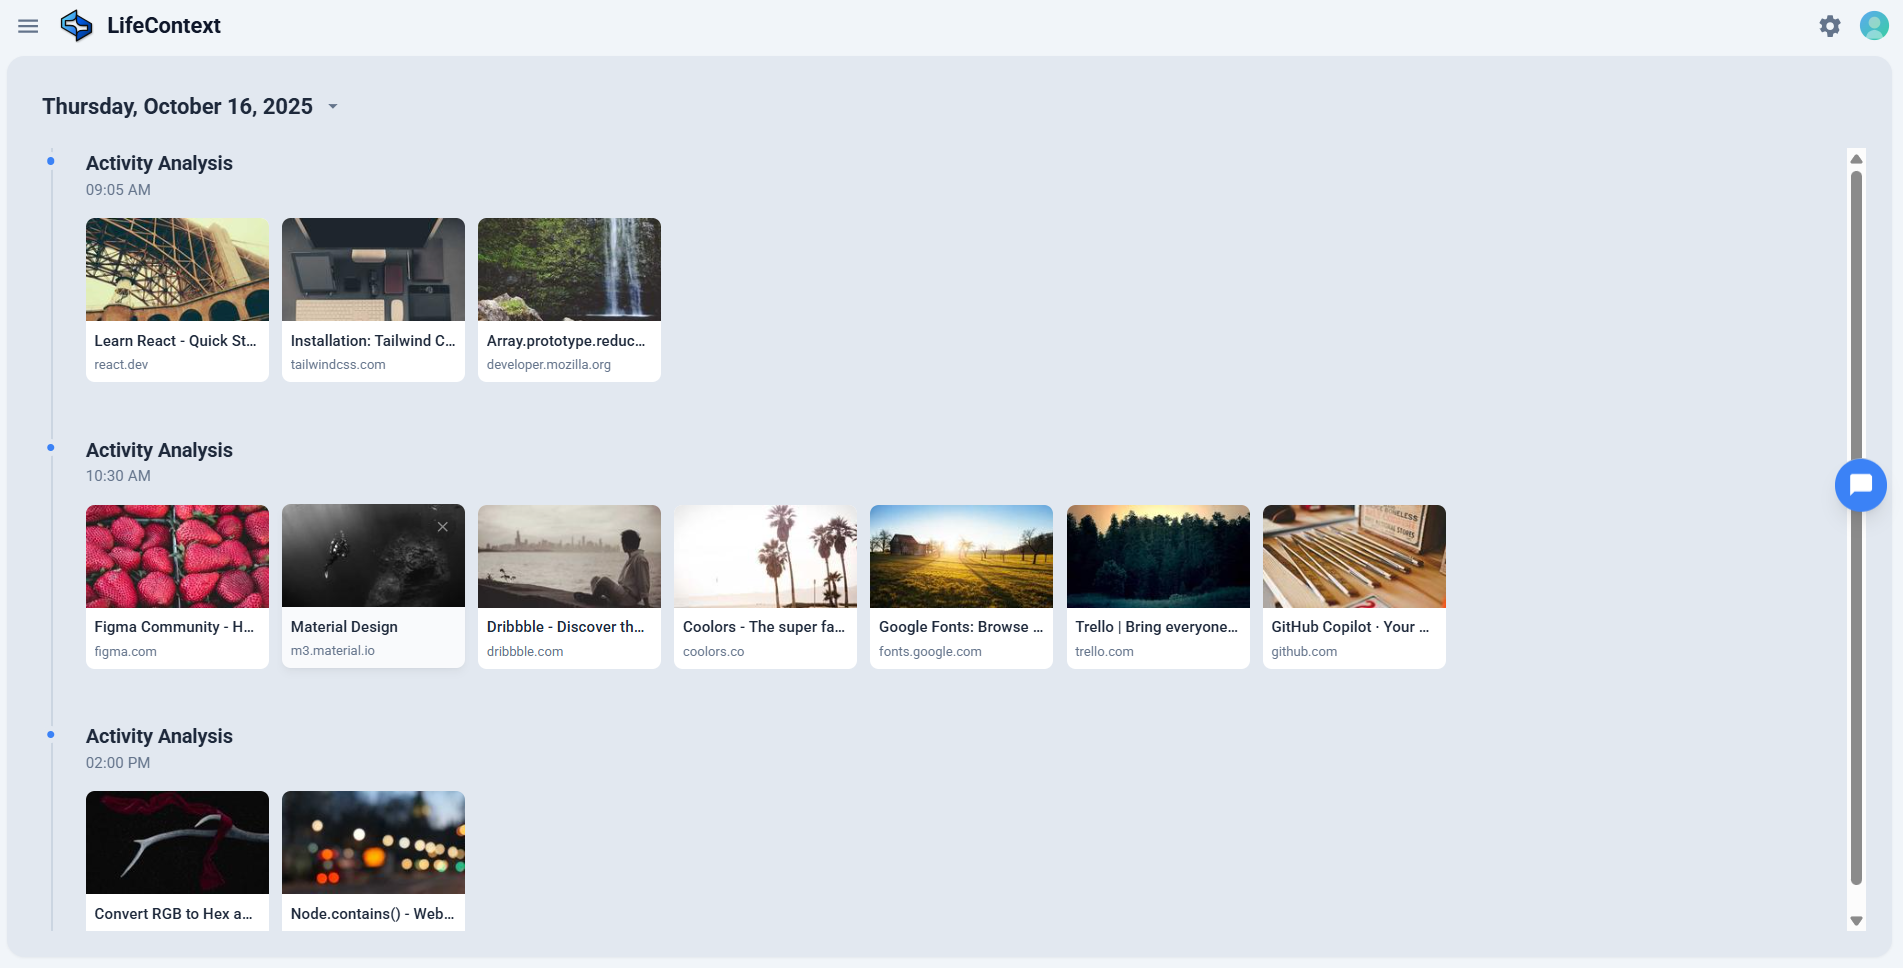 LifeContext
Thursday, October 16, 2025
Activity Analysis
09:05 AM
Learn React - Quick St...
react.dev
Installation: Tailwind C...
tailwindcss.com
Array.prototype.reduc...
developer.mozilla.org
Activity Analysis
10:30 AM
Figma Community - H...
figma.com
Material Design
m3.material.io
Dribbble - Discover th...
dribbble.com
Coolors - The super fa...
coolors.co
Google Fonts: Browse ...
fonts.google.com
Trello | Bring everyone...
trello.com
GitHub Copilot · Your ...
github.com
Activity Analysis
02:00 PM
Convert RGB to Hex a...
Node.contains() - Web...